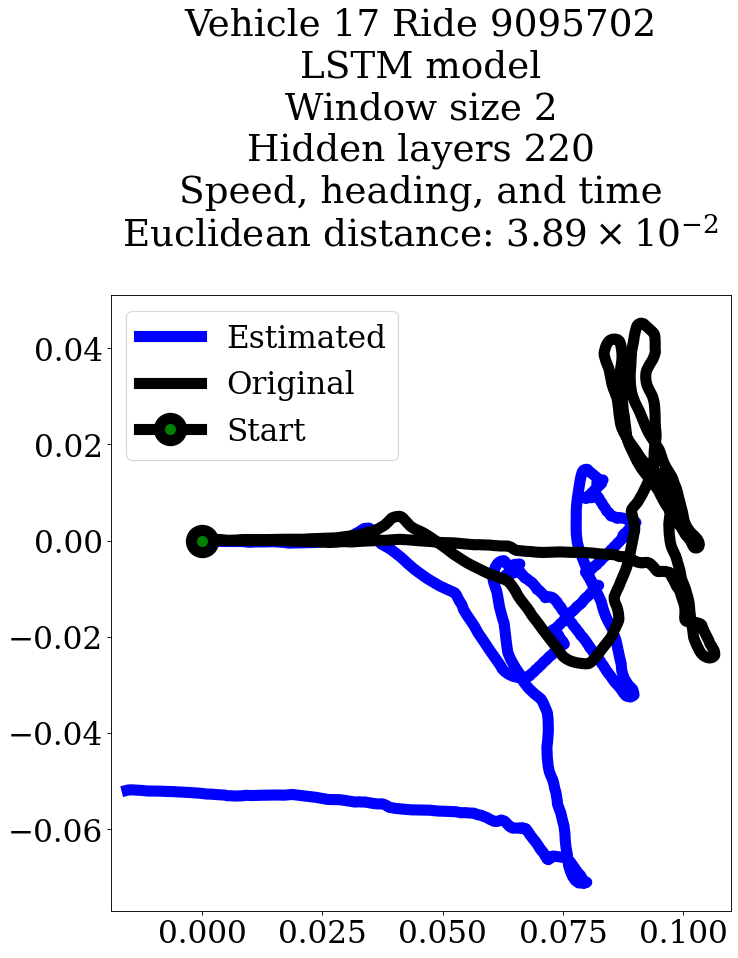 Vehicle 17 Ride 9095702
LSTM model
Window size 2
Hidden layers 220
Speed, heading, and time
Euclidean distance: 3.89 × 10⁻²
Estimated
Original
Start
0.04
0.02
0.00
−0.02
−0.04
−0.06
0.000 0.025 0.050 0.075 0.100